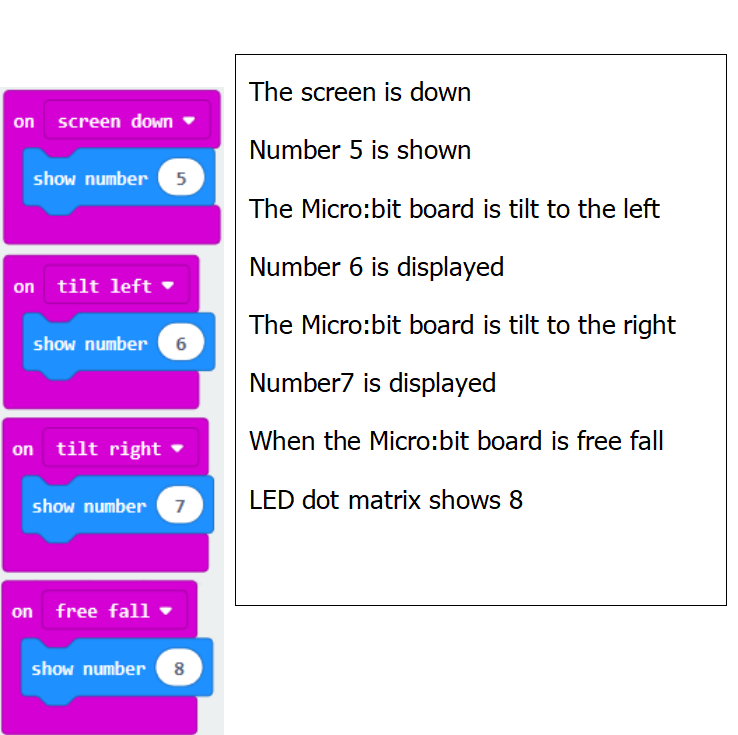 on screen down
show number 5
on tilt left
show number 6
on tilt right
show number 7
on free fall
show number 8
The screen is down
Number 5 is shown
The Micro:bit board is tilt to the left
Number 6 is displayed
The Micro:bit board is tilt to the right
Number7 is displayed
When the Micro:bit board is free fall
LED dot matrix shows 8